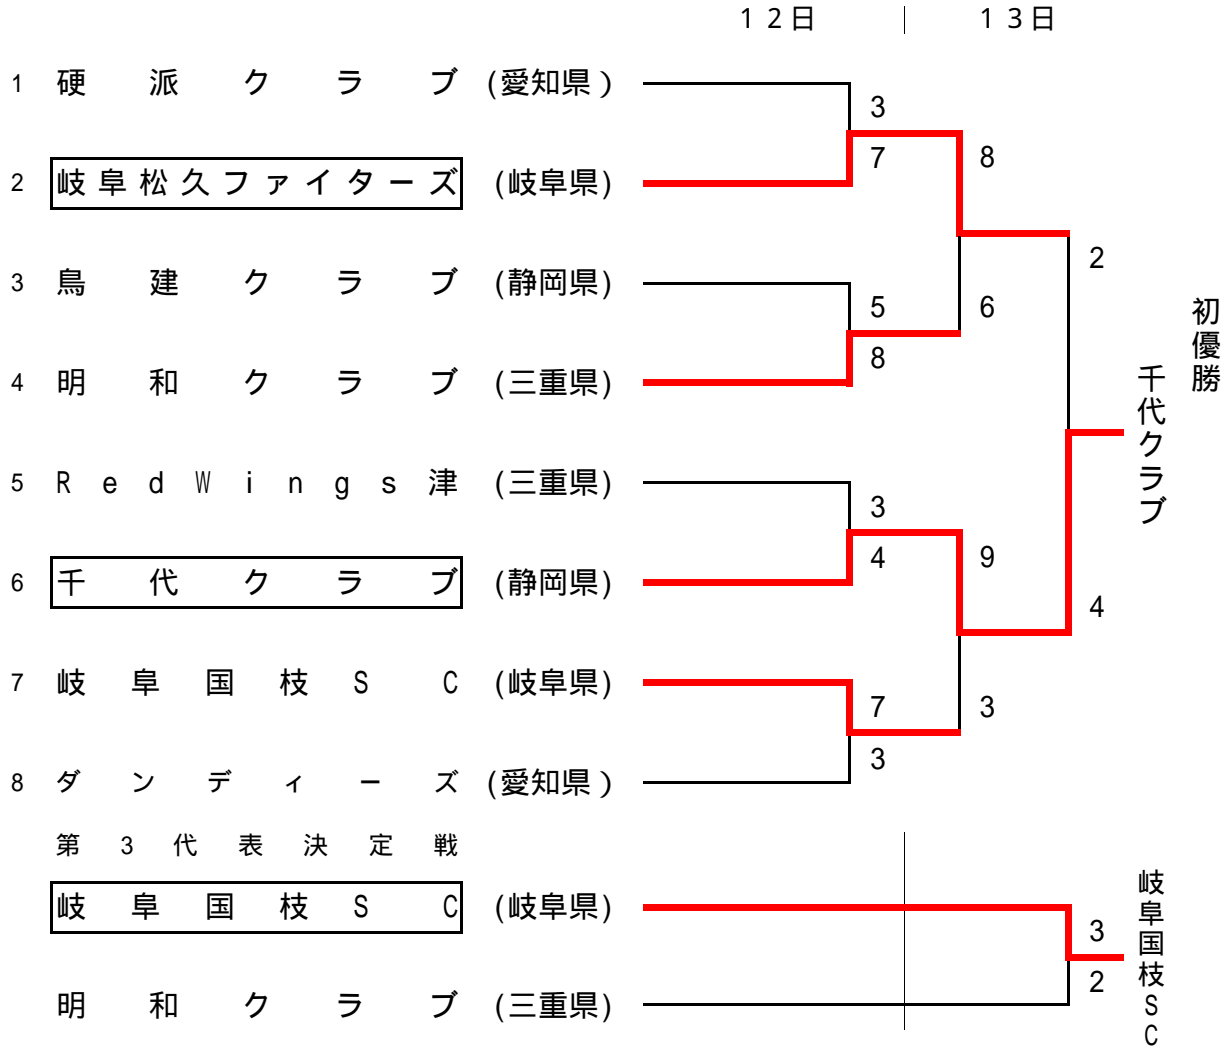 12日 13日
1 硬派クラブ (愛知県)
3
2 岐阜松久ファイターズ (岐阜県)
7
8
3 鳥建クラブ (静岡県)
5
6
2
4 明和クラブ (三重県)
8
初優勝
千代クラブ
5 RedWings津 (三重県)
3
6 千代クラブ (静岡県)
4
9
4
7 岐阜国枝SC (岐阜県)
7
3
8 ダンディーズ (愛知県)
3
第3代表決定戦
岐阜国枝SC (岐阜県)
3
2
岐阜国枝SC
明和クラブ (三重県)